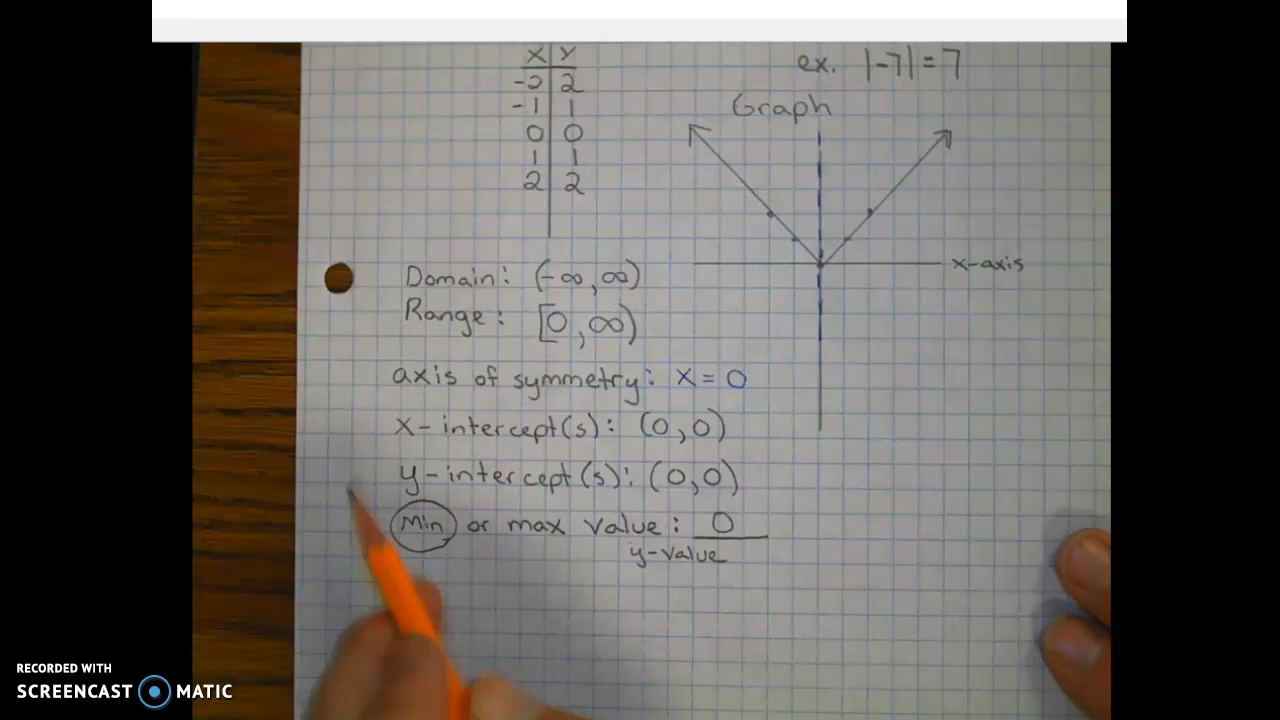 X Y
-2 2
-1 1
0 0
1 1
2 2
ex. |-7| = 7
Graph
x-axis
Domain: (-∞, ∞)
Range: [0, ∞)
axis of symmetry: x = 0
x-intercept(s): (0,0)
y-intercept(s): (0,0)
Min or max value: 0
y-value
RECORDED WITH
SCREENCAST MATIC